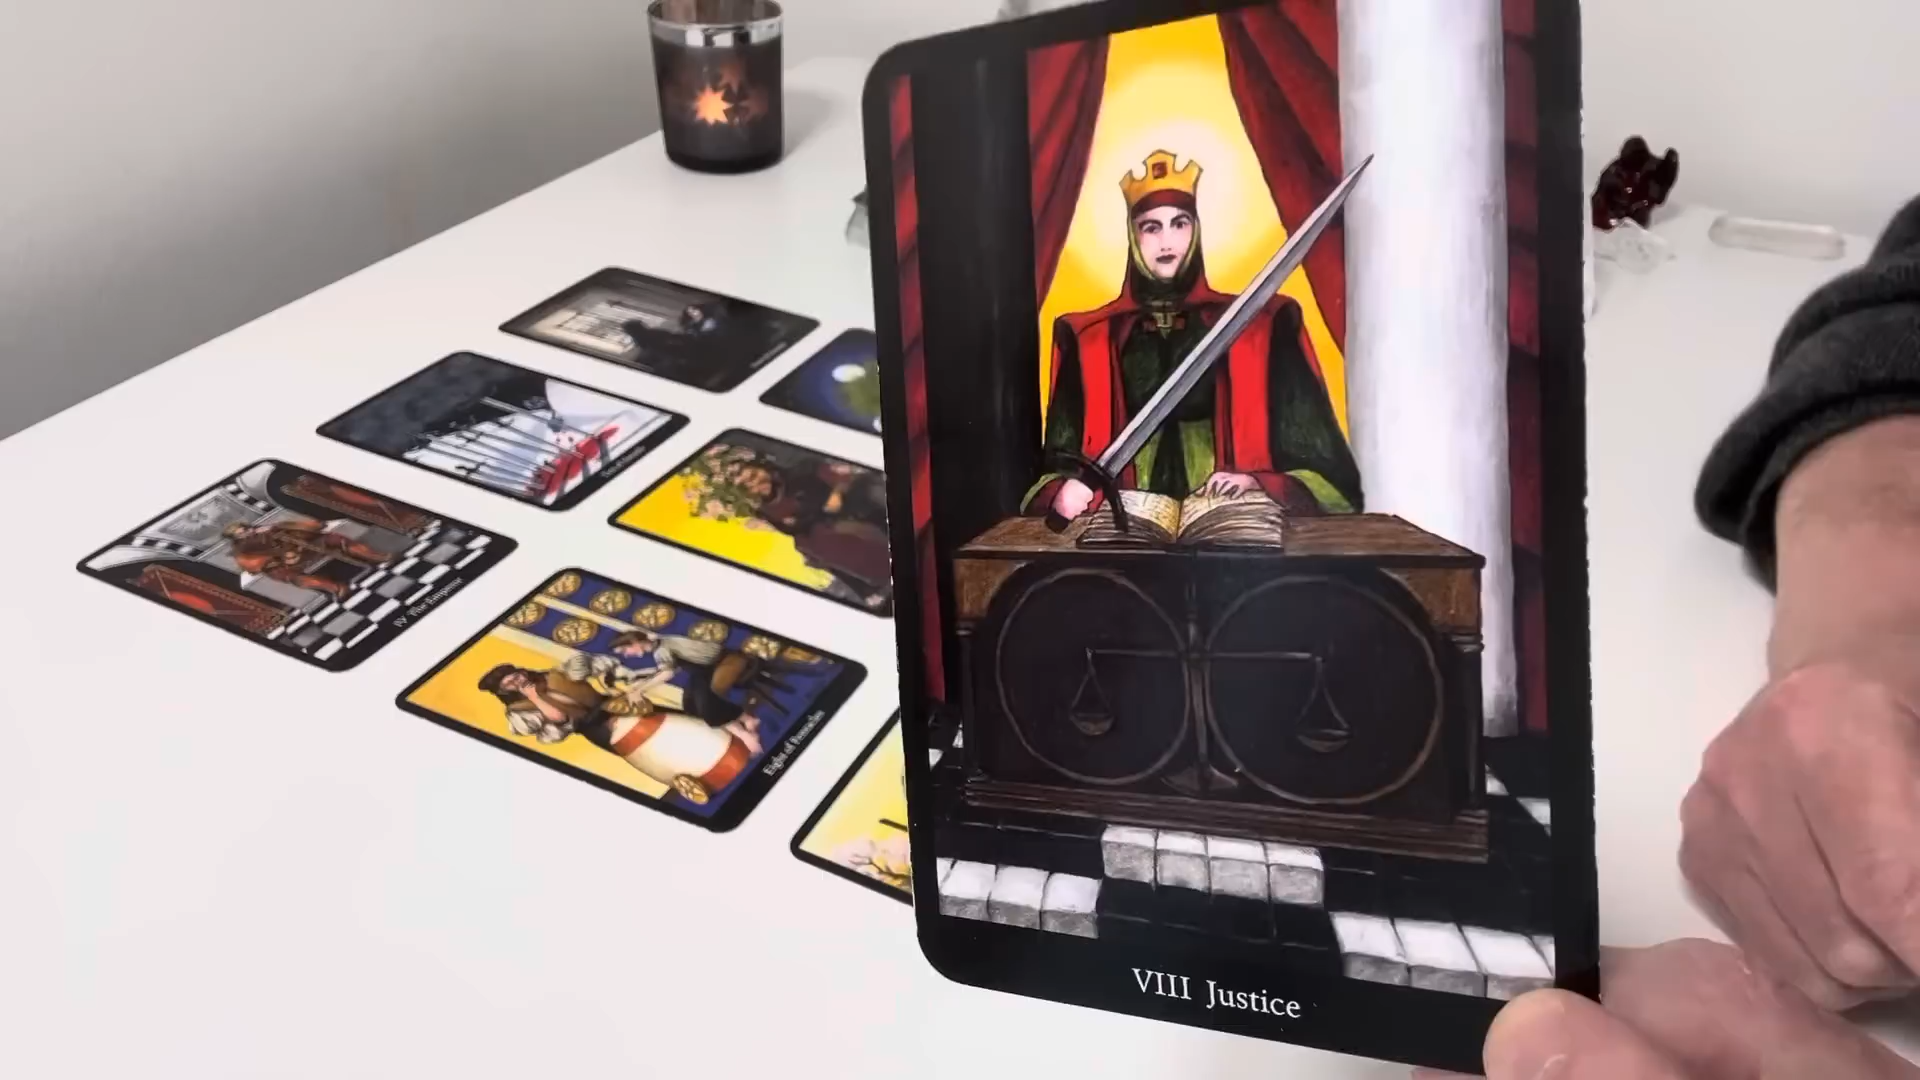 VIII Justice
IV The Emperor
Eight of Pentacles